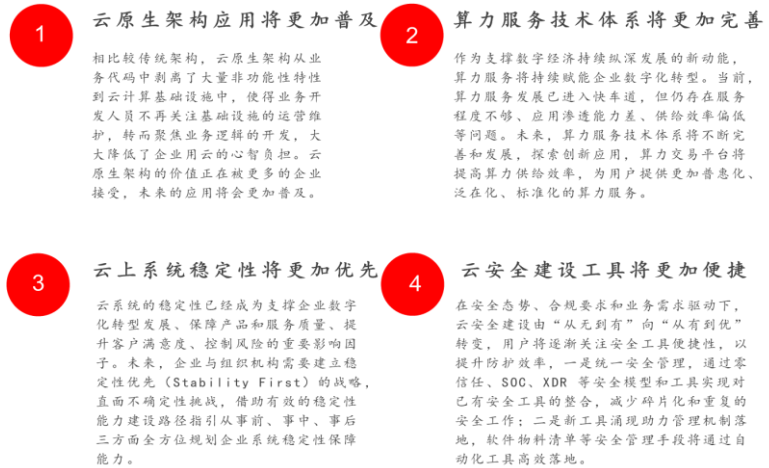 1
云原生架构应用将更加普及
相比较传统架构，云原生架构从业
务代码中剥离了大量非功能性特性
到云计算基础设施中，使得业务开
发人员不再关注基础设施的运营维
护，转而聚焦业务逻辑的开发，大
大降低了企业用云的心智负担。云
原生架构的价值正在被更多的企业
接受，未来的应用将会更加普及。
2
算力服务技术体系将更加完善
作为支撑数字经济持续纵深发展的新动能，
算力服务将持续赋能企业数字化转型。当前，
算力服务发展已进入快车道，但仍存在服务
程度不够、应用渗透能力差、供给效率偏低
等问题。未来，算力服务技术体系将不断完
善和发展，探索创新应用，算力交易平台将
提高算力供给效率，为用户提供更加普惠化、
泛在化、标准化的算力服务。
3
云上系统稳定性将更加优先
云系统的稳定性已经成为支撑企业数字
化转型发展、保障产品和服务质量、提
升客户满意度、控制风险的重要影响因
子。未来，企业与组织机构需要建立稳
定性优先（Stability First）的战略，
直面不确定性挑战，借助有效的稳定性
能力建设路径指引从事前、事中、事后
三方面全方位规划企业系统稳定性保障
能力。
4
云安全建设工具将更加便捷
在安全态势、合规要求和业务需求驱动下，
云安全建设由“从无到有”向“从有到优”
转变，用户将逐渐关注安全工具便捷性，以
提升防护效率，一是统一安全管理，通过零
信任、SOC、XDR 等安全模型和工具实现对
已有安全工具的整合，减少碎片化和重复的
安全工作；二是新工具涌现助力管理机制落
地，软件物料清单等安全管理手段将通过自
动化工具高效落地。